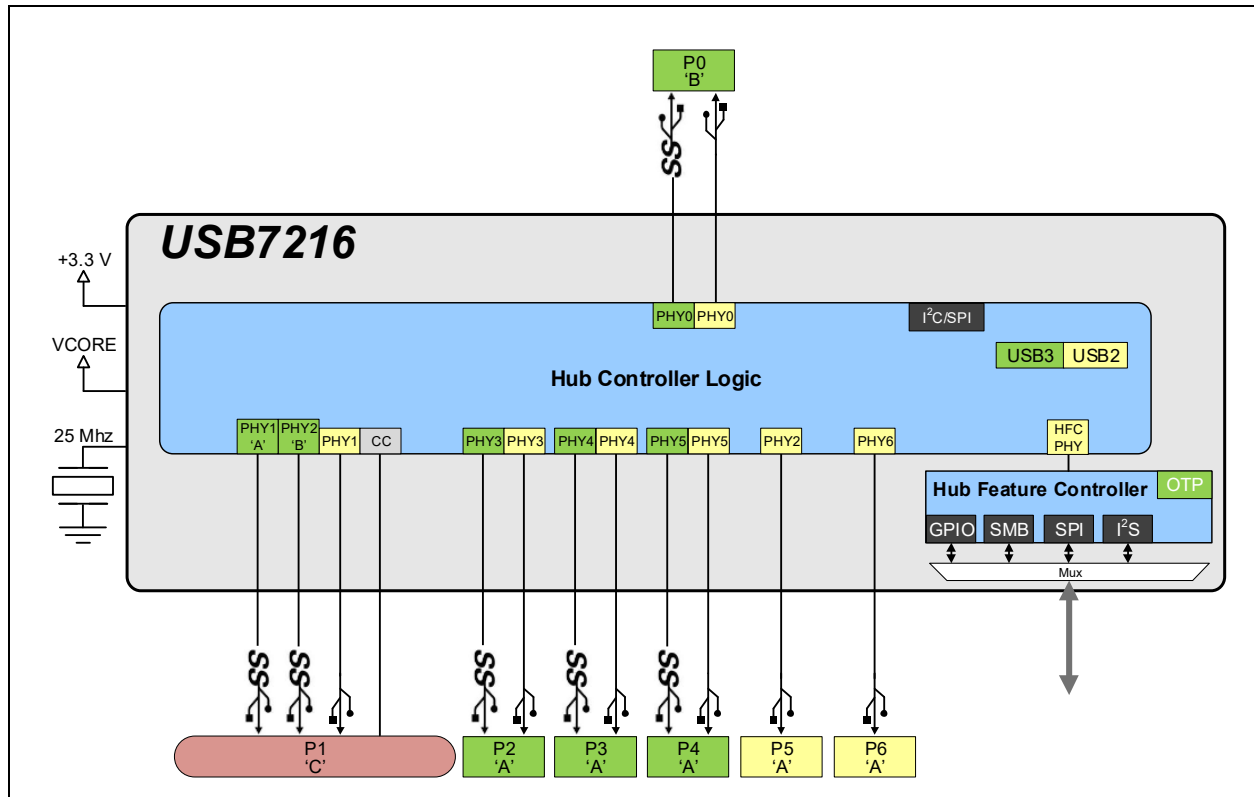 P0
'B'
SS
USB7216
+3.3 V
PHY0 PHY0
I²C/SPI
VCORE
USB3 USB2
Hub Controller Logic
25 Mhz
PHY1
'A'
PHY2
'B'
PHY1
CC
PHY3 PHY3
PHY4 PHY4
PHY5 PHY5
PHY2
PHY6
HFC
PHY
Hub Feature Controller
OTP
GPIO SMB SPI I²S
Mux
SS SS SS SS SS
P1
'C'
P2
'A'
P3
'A'
P4
'A'
P5
'A'
P6
'A'